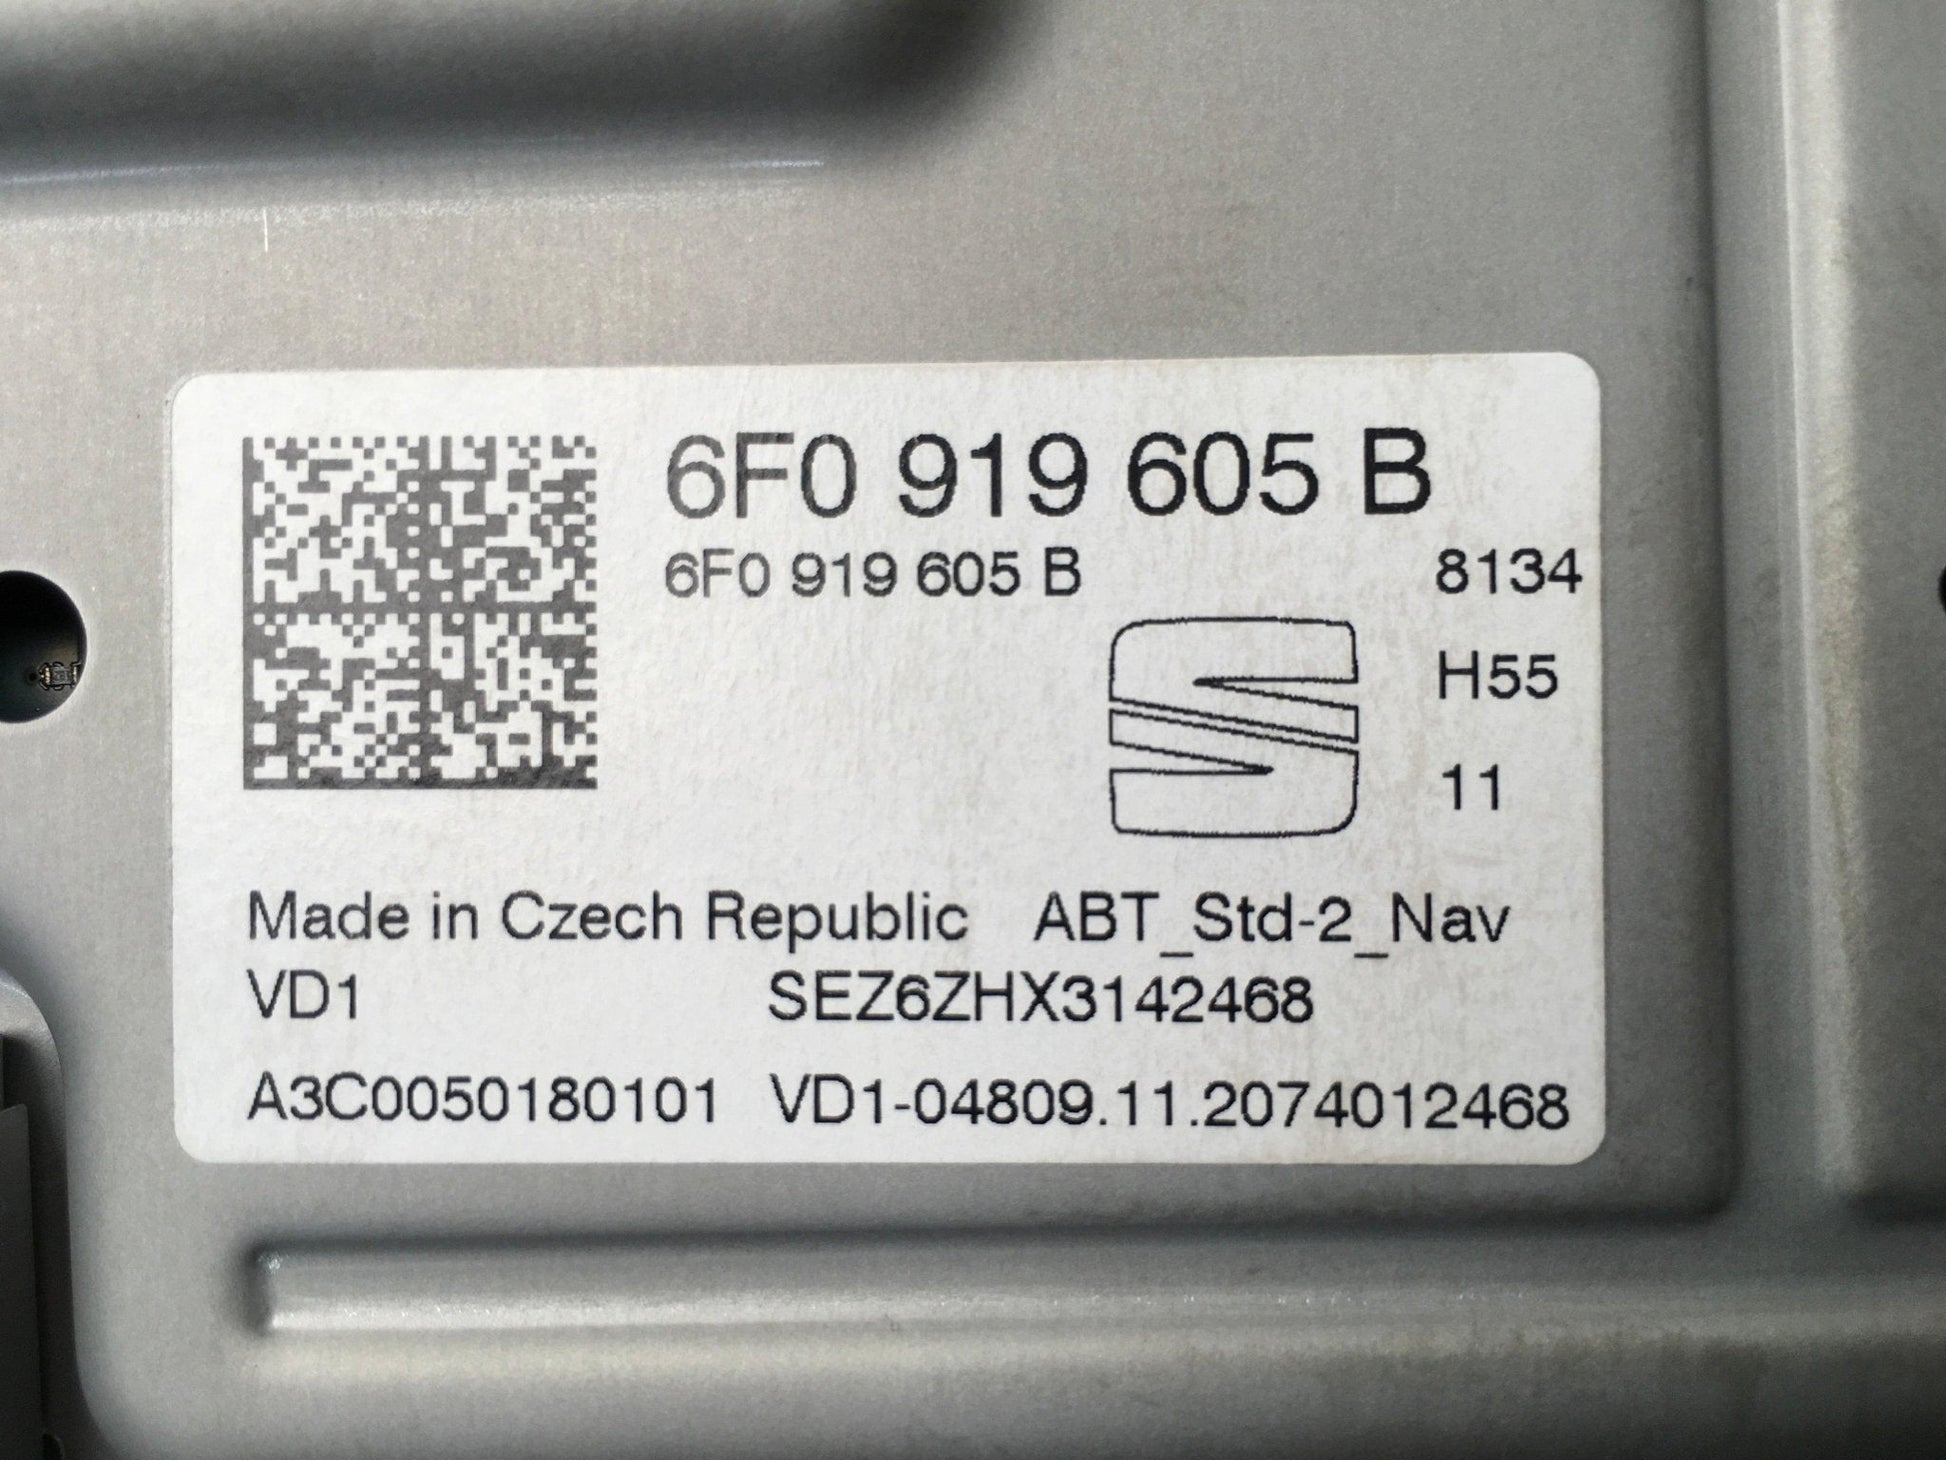 6F0 919 605 B
6F0 919 605 B 8134
H55
11
Made in Czech Republic ABT_Std-2_Nav
VD1 SEZ6ZHX3142468
A3C0050180101 VD1-04809.11.2074012468